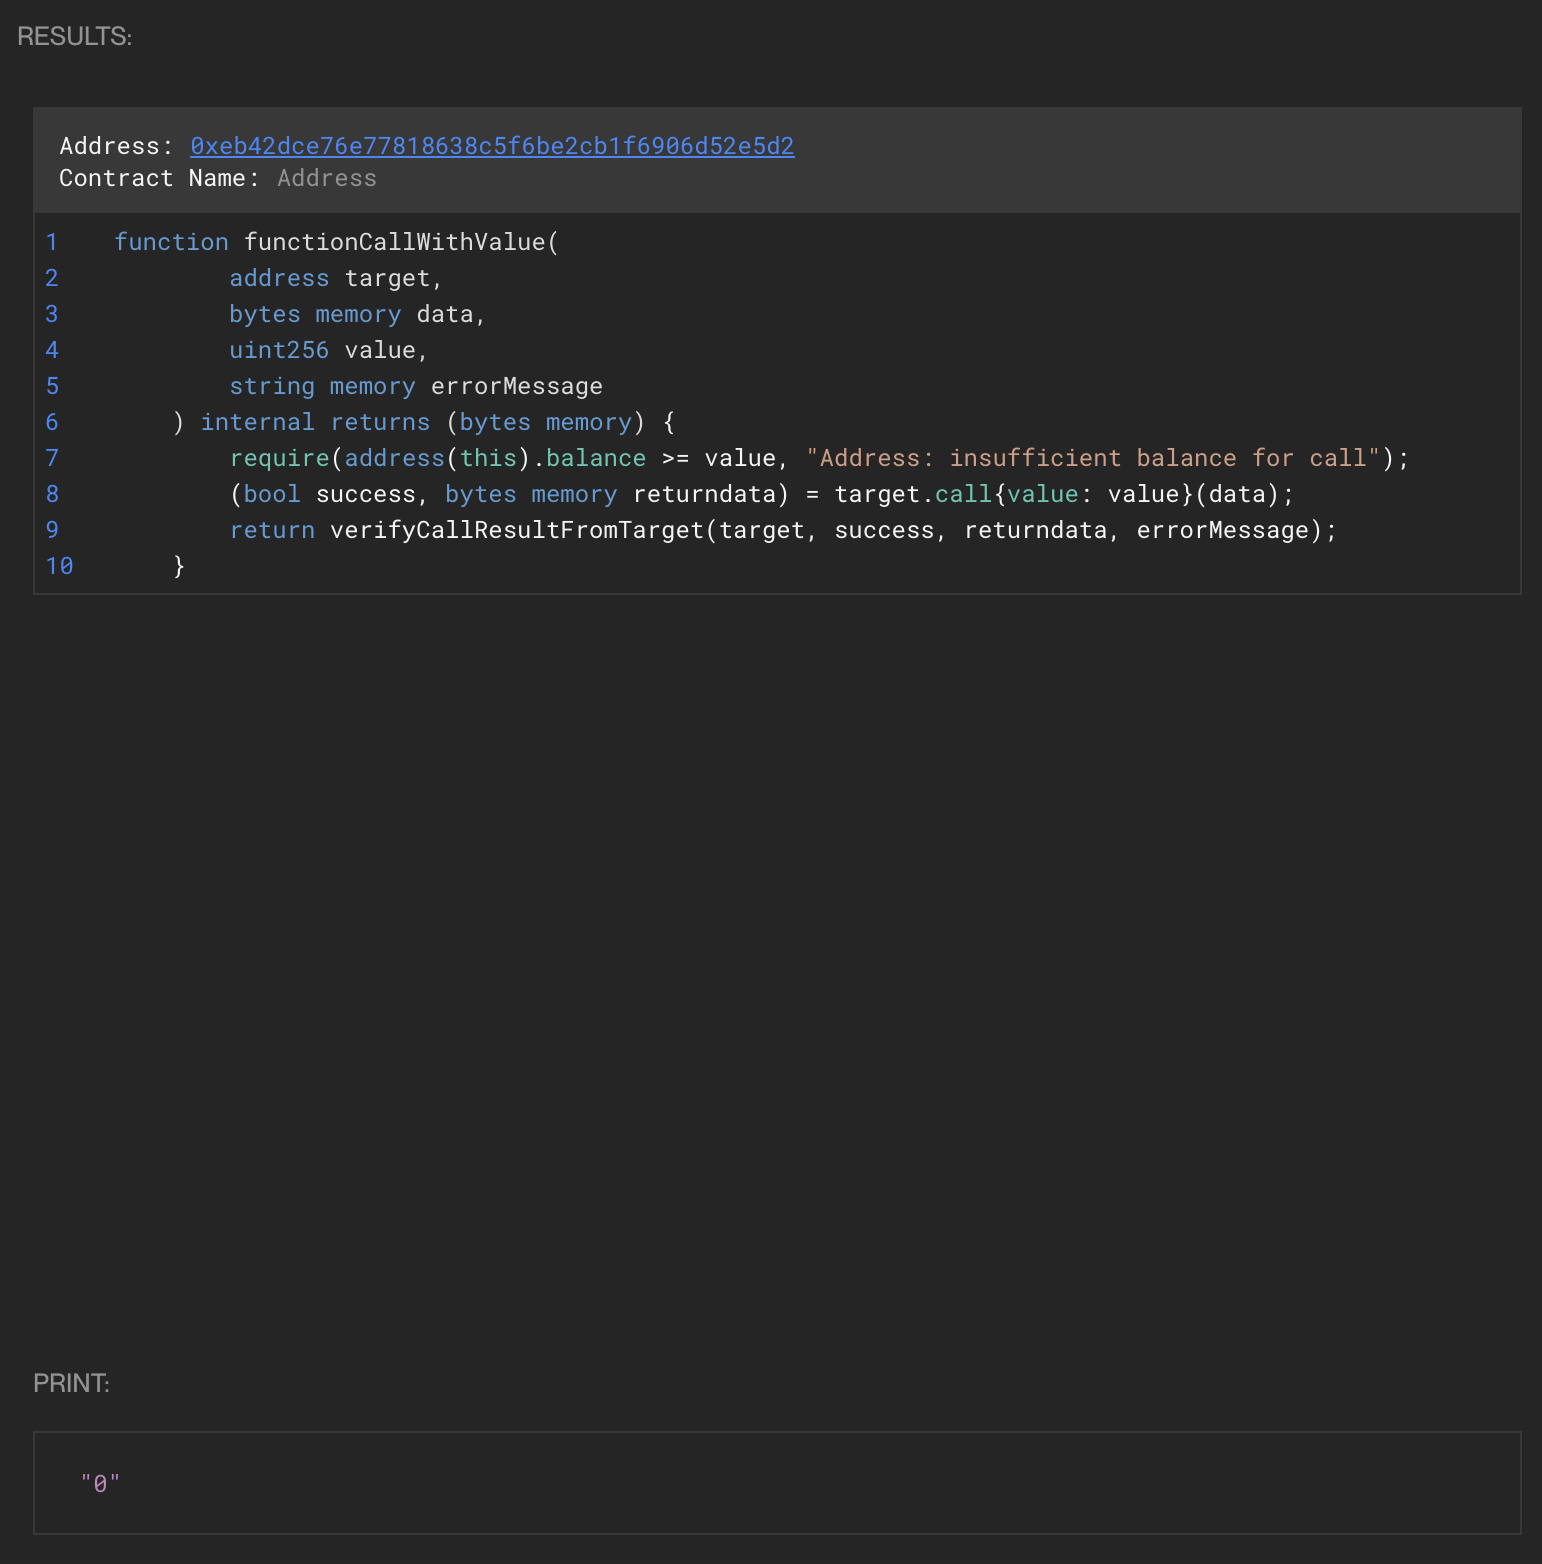 RESULTS:
Address: 0xeb42dce76e77818638c5f6be2cb1f6906d52e5d2
Contract Name: Address
1    function functionCallWithValue(
2            address target,
3            bytes memory data,
4            uint256 value,
5            string memory errorMessage
6        ) internal returns (bytes memory) {
7            require(address(this).balance >= value, "Address: insufficient balance for call");
8            (bool success, bytes memory returndata) = target.call{value: value}(data);
9            return verifyCallResultFromTarget(target, success, returndata, errorMessage);
10       }
PRINT:
"0"